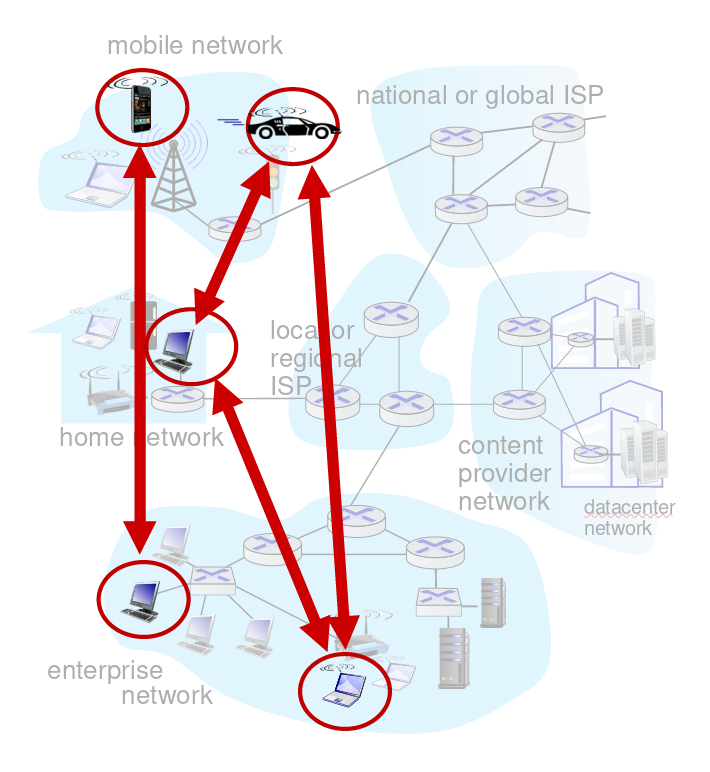 mobile network
national or global ISP
local or
regional
ISP
home network
content
provider
network
datacenter
network
enterprise
network